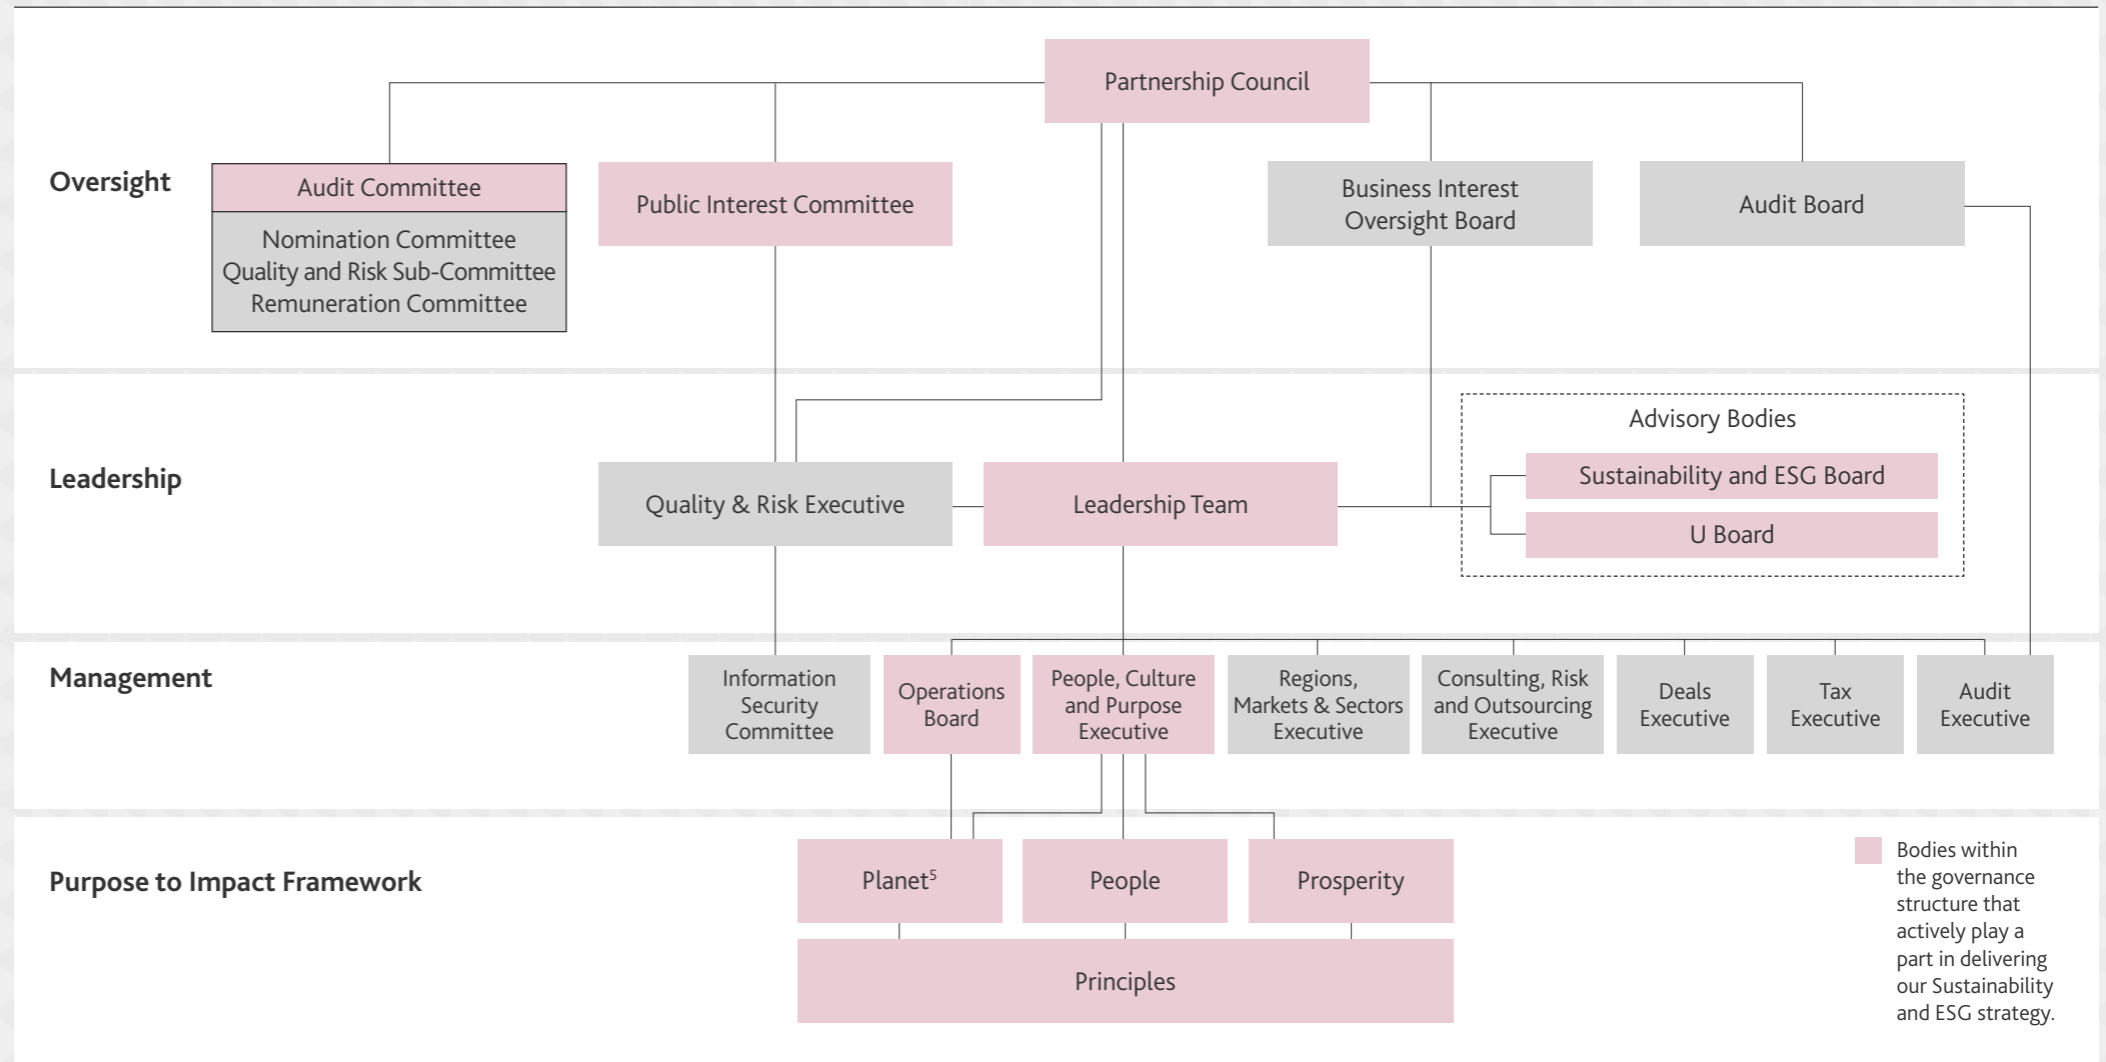 Partnership Council
Oversight
Audit Committee
Nomination Committee
Quality and Risk Sub-Committee
Remuneration Committee
Public Interest Committee
Business Interest
Oversight Board
Audit Board
Leadership
Quality & Risk Executive
Leadership Team
Advisory Bodies
Sustainability and ESG Board
U Board
Management
Information
Security
Committee
Operations
Board
People, Culture
and Purpose
Executive
Regions,
Markets & Sectors
Executive
Consulting, Risk
and Outsourcing
Executive
Deals
Executive
Tax
Executive
Audit
Executive
Purpose to Impact Framework
Planet⁵
People
Prosperity
Principles
Bodies within
the governance
structure that
actively play a
part in delivering
our Sustainability
and ESG strategy.